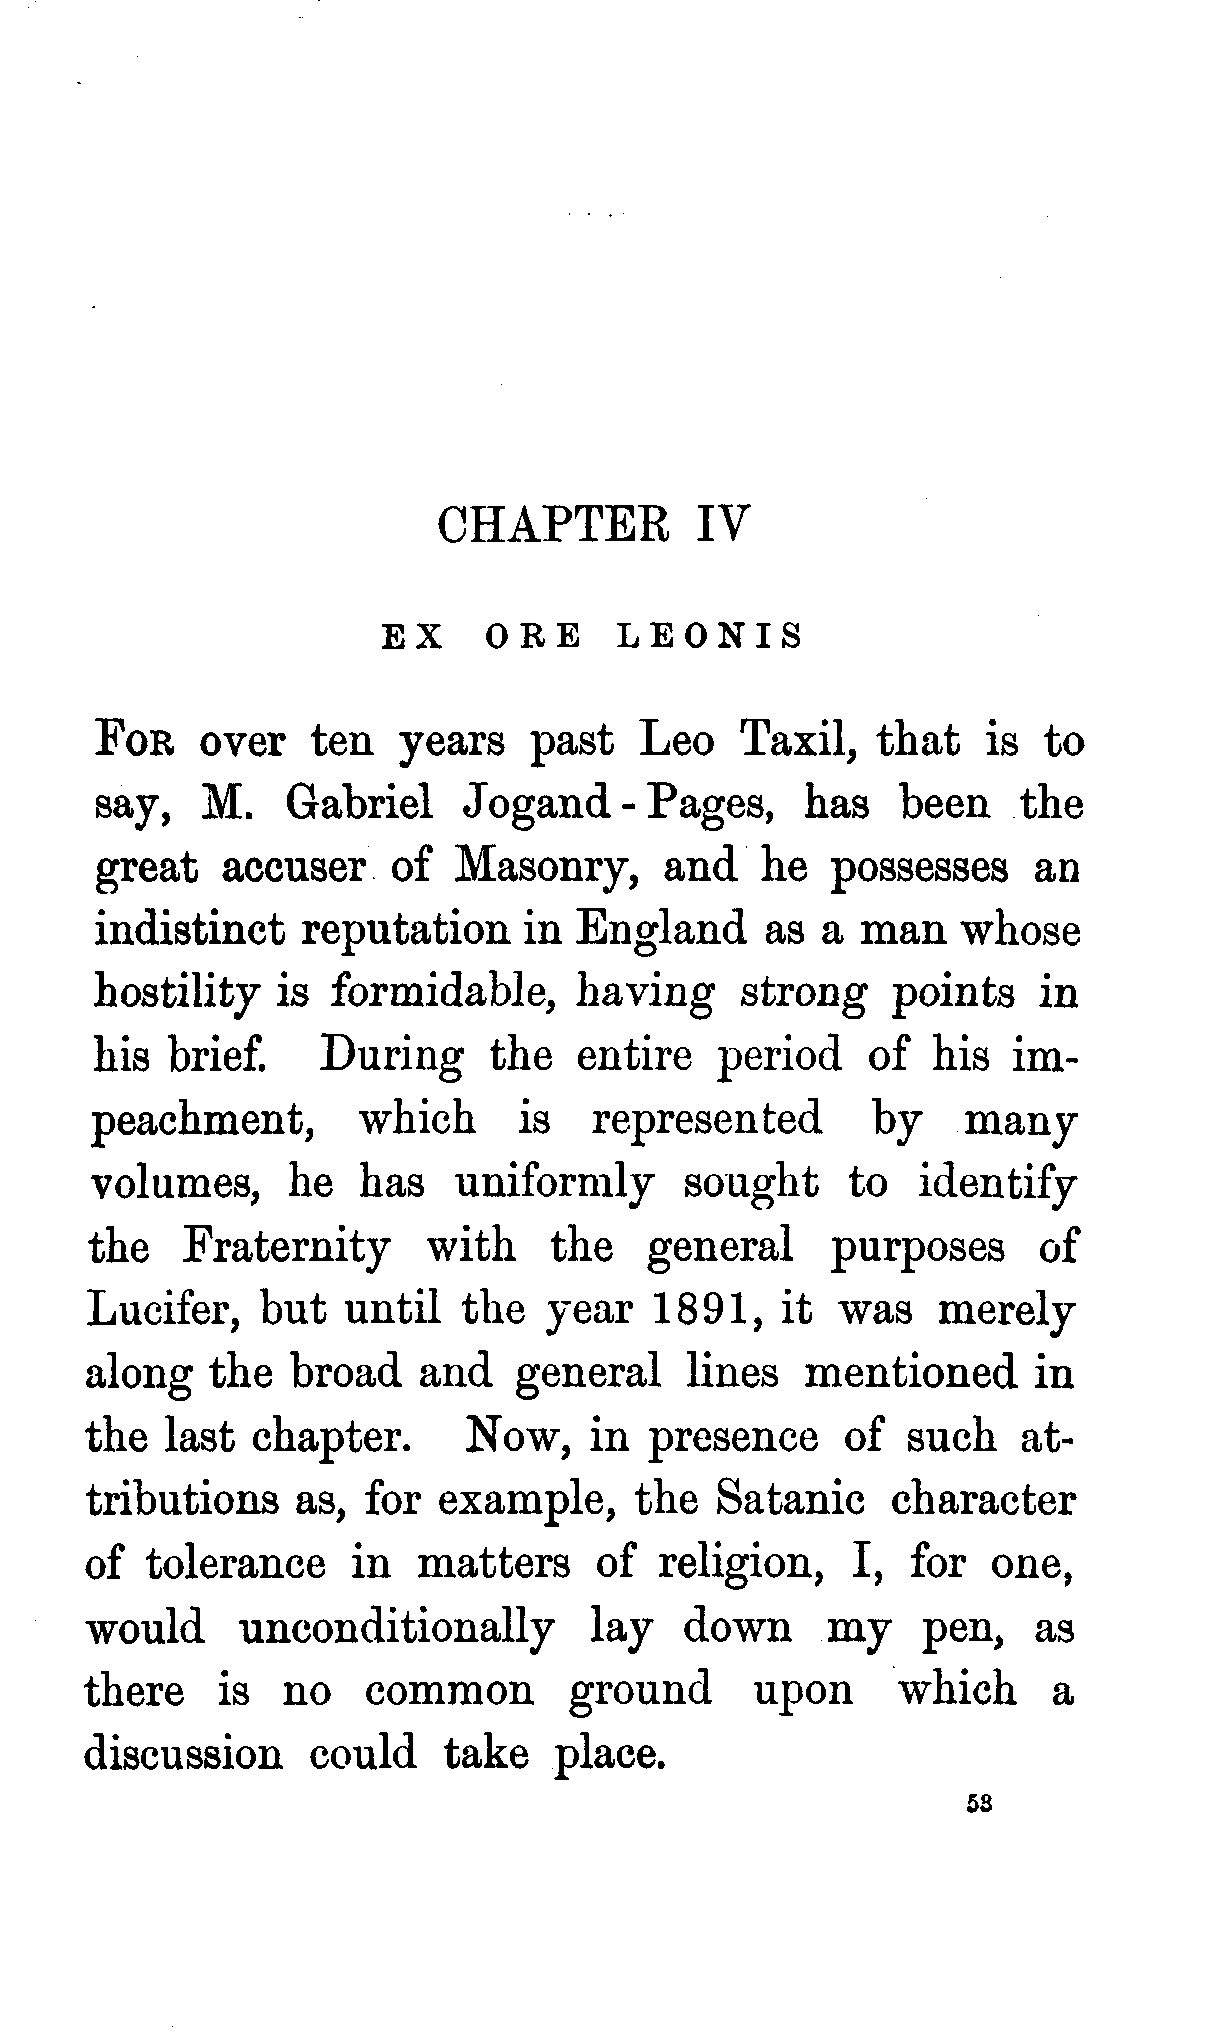 CHAPTER IV
EX ORE LEONIS
FOR over ten years past Leo Taxil, that is to
say, M. Gabriel Jogand-Pages, has been the
great accuser of Masonry, and he possesses an
indistinct reputation in England as a man whose
hostility is formidable, having strong points in
his brief. During the entire period of his im-
peachment, which is represented by many
volumes, he has uniformly sought to identify
the Fraternity with the general purposes of
Lucifer, but until the year 1891, it was merely
along the broad and general lines mentioned in
the last chapter. Now, in presence of such at-
tributions as, for example, the Satanic character
of tolerance in matters of religion, I, for one,
would unconditionally lay down my pen, as
there is no common ground upon which a
discussion could take place.
53